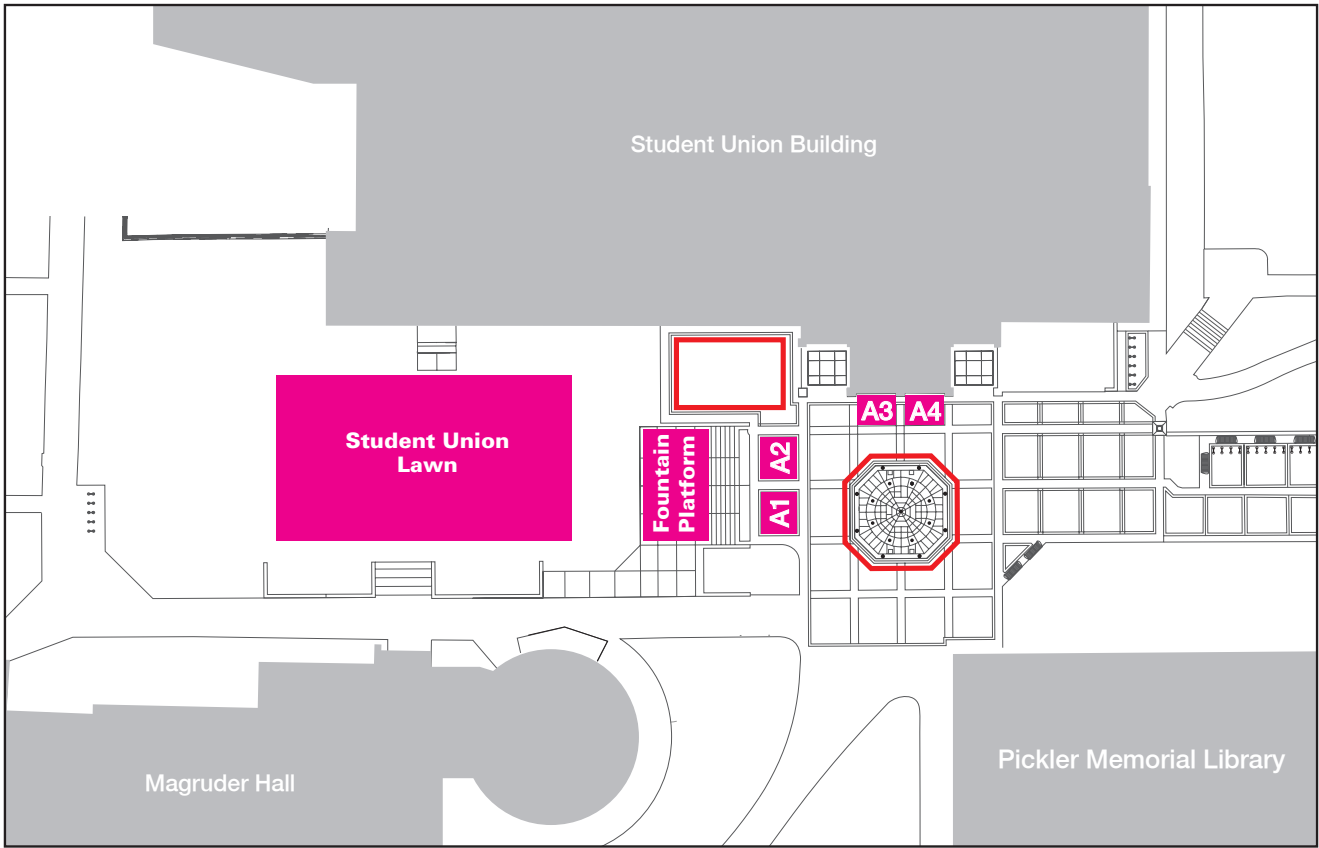 Student Union Building
A3 A4
Student Union
Lawn
Fountain
Platform
A2
A1
Pickler Memorial Library
Magruder Hall